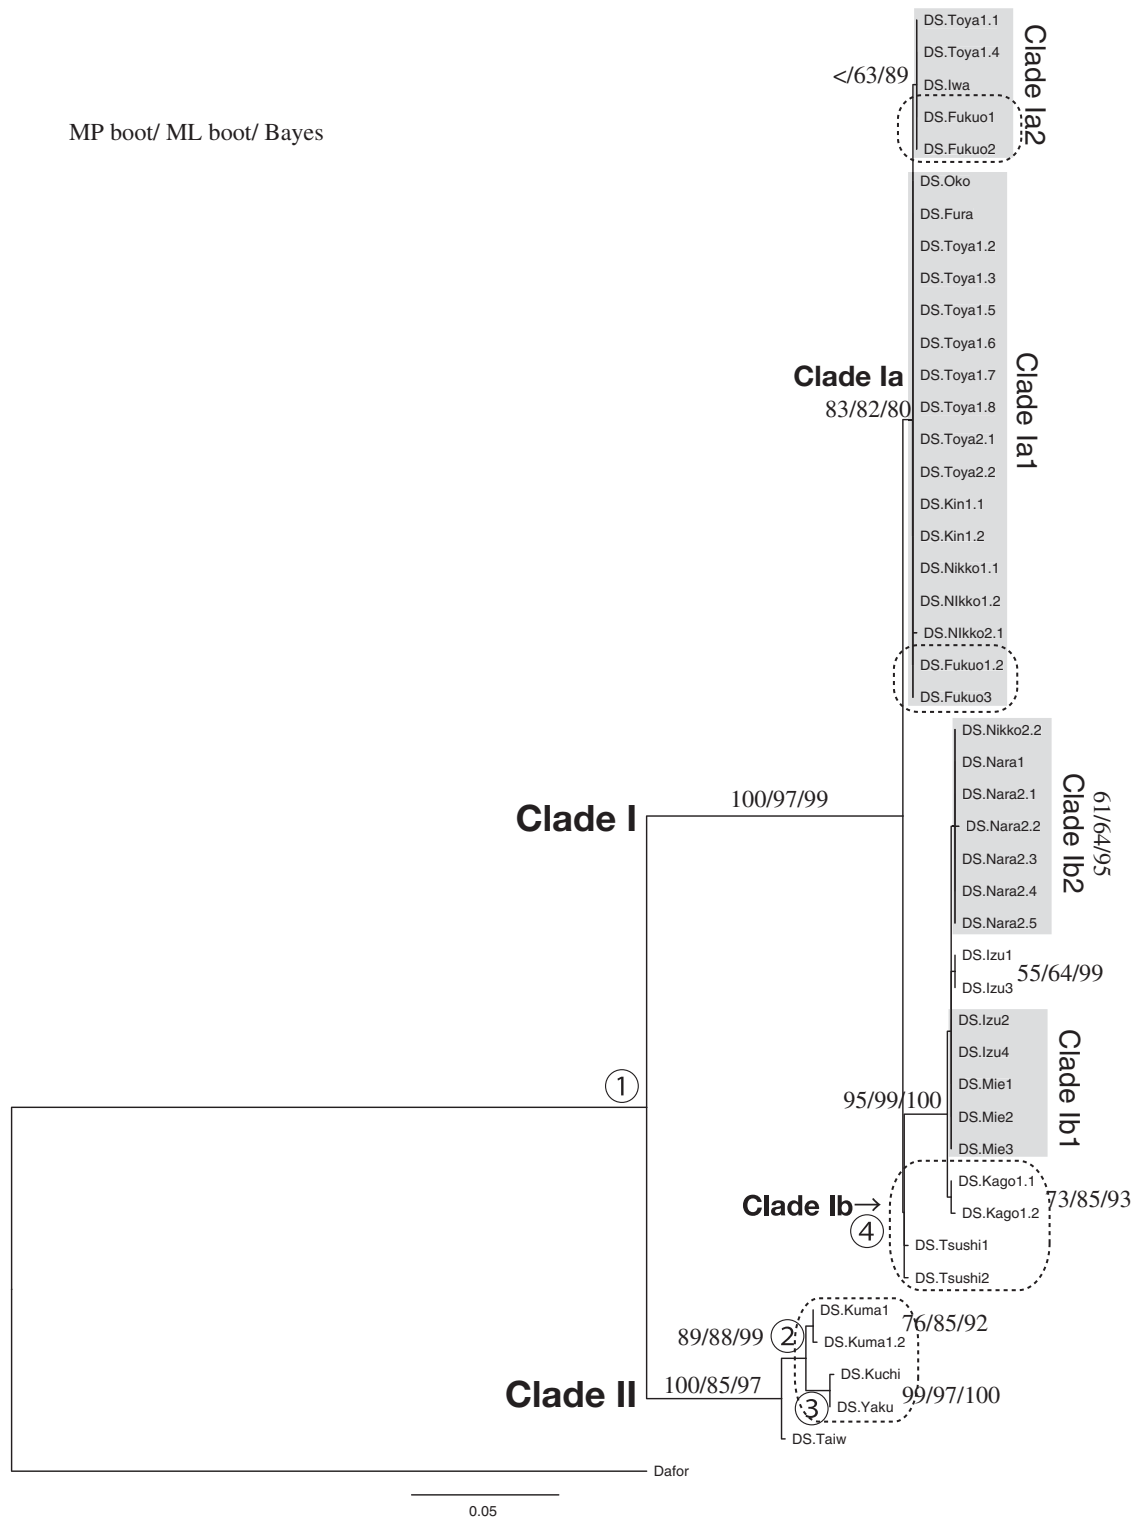 DS.Toya1.1
DS.Toya1.4
</63/89
DS.Iwa
DS.Fukuo1
DS.Fukuo2
Clade Ia2
MP boot/ ML boot/ Bayes
DS.Oko
DS.Fura
DS.Toya1.2
DS.Toya1.3
DS.Toya1.5
DS.Toya1.6
Clade Ia
DS.Toya1.7
83/82/80
DS.Toya1.8
DS.Toya2.1
DS.Toya2.2
DS.Kin1.1
DS.Kin1.2
DS.Nikko1.1
DS.NIkko1.2
DS.NIkko2.1
DS.Fukuo1.2
DS.Fukuo3
Clade Ia1
DS.Nikko2.2
DS.Nara1
DS.Nara2.1
DS.Nara2.2
DS.Nara2.3
DS.Nara2.4
DS.Nara2.5
Clade Ib2
61/64/95
Clade I
100/97/99
DS.Izu1
DS.Izu3
55/64/99
DS.Izu2
DS.Izu4
DS.Mie1
DS.Mie2
DS.Mie3
Clade Ib1
①
95/99/100
DS.Kago1.1
DS.Kago1.2
73/85/93
Clade Ib→
④
DS.Tsushi1
DS.Tsushi2
DS.Kuma1
DS.Kuma1.2
76/85/92
89/88/99
②
DS.Kuchi
DS.Yaku
99/97/100
③
Clade II
100/85/97
DS.Taiw
Dafor
0.05